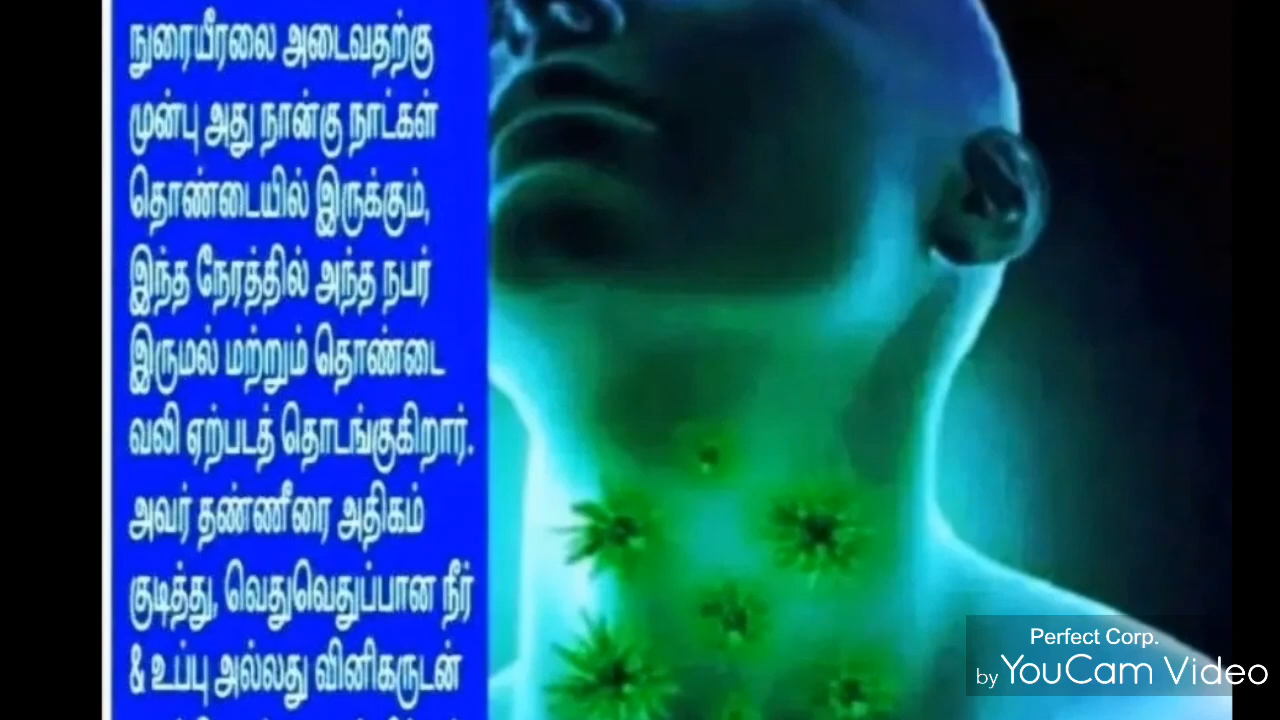 நுரையீரலை அடைவதற்கு
முன்பு அது நான்கு நாட்கள்
தொண்டையில் இருக்கும்,
இந்த நேரத்தில் அந்த நபர்
இருமல் மற்றும் தொண்டை
வலி ஏற்படத் தொடங்குகிறார்.
அவர் தண்ணீரை அதிகம்
குடித்து, வெதுவெதுப்பான நீர்
& உப்பு அல்லது வினிகருடன்
Perfect Corp.
by YouCam Video